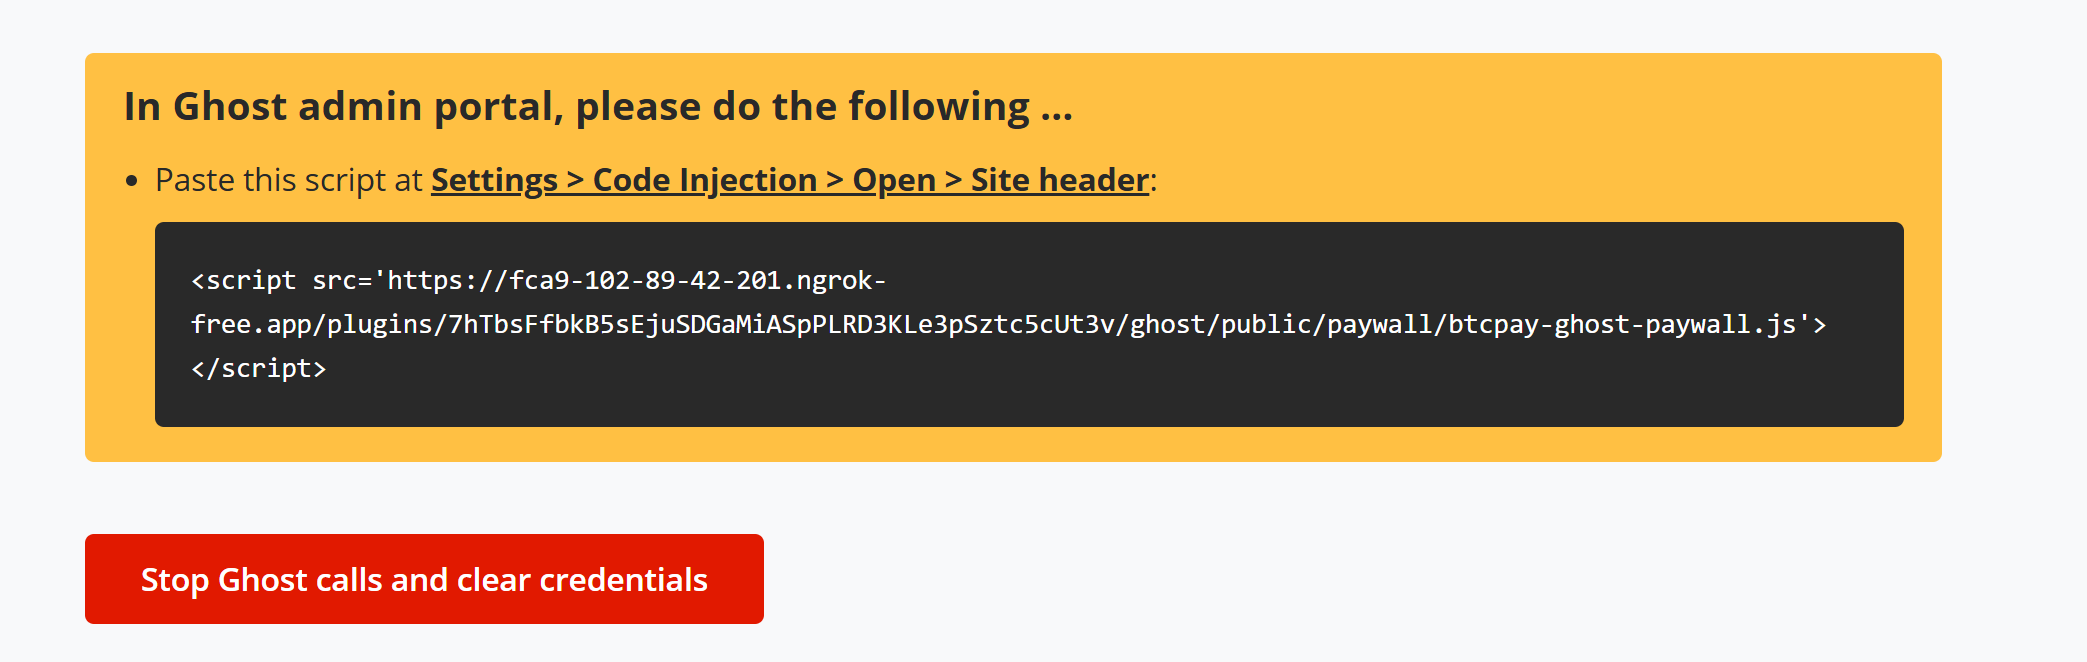 In Ghost admin portal, please do the following ...
Paste this script at Settings > Code Injection > Open > Site header:
<script src='https://fca9-102-89-42-201.ngrok-
free.app/plugins/7hTbsFfbkB5sEjuSDGaMiASpPLRD3KLe3pSztc5cUt3v/ghost/public/paywall/btcpay-ghost-paywall.js'>
</script>
Stop Ghost calls and clear credentials